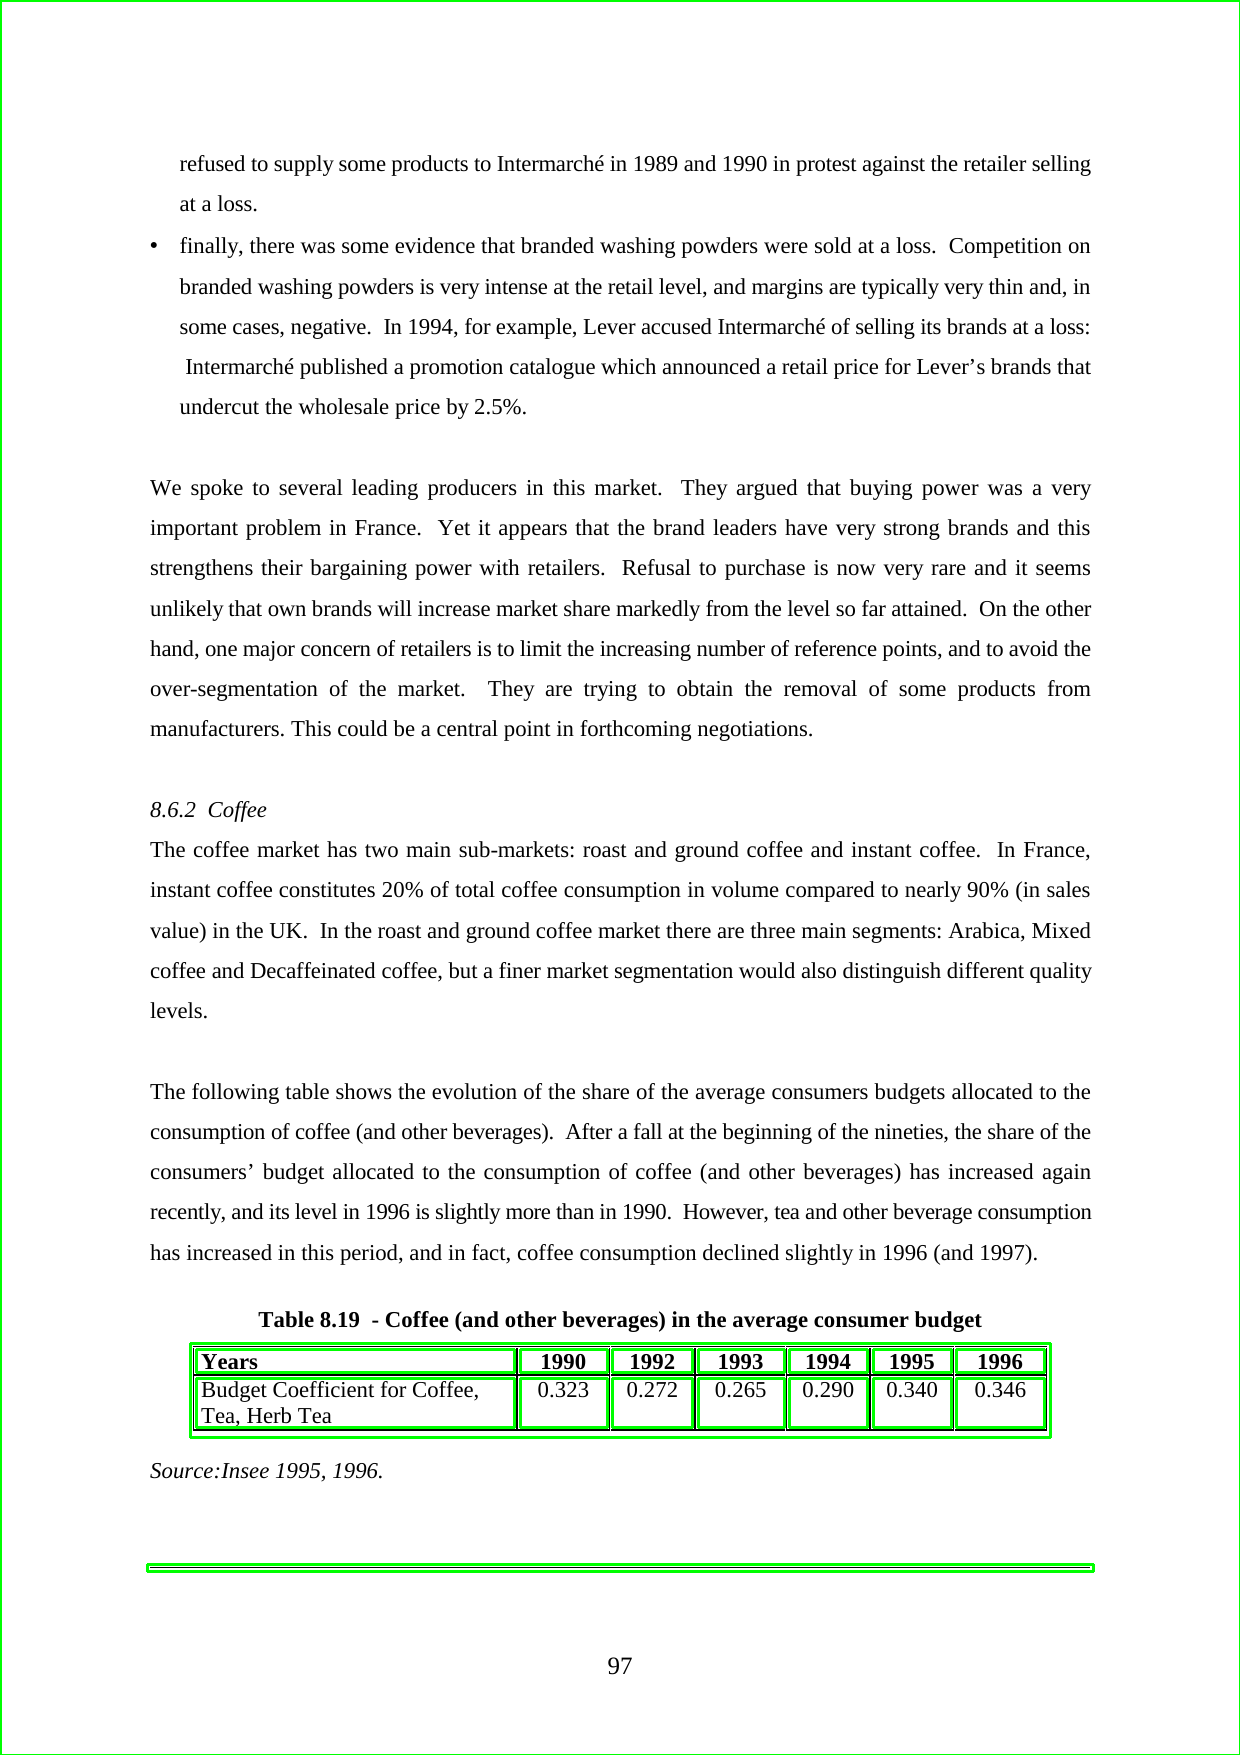 refused to supply some products to Intermarché in 1989 and 1990 in protest against the retailer selling
at a loss.
• finally, there was some evidence that branded washing powders were sold at a loss.  Competition on
branded washing powders is very intense at the retail level, and margins are typically very thin and, in
some cases, negative.  In 1994, for example, Lever accused Intermarché of selling its brands at a loss:
Intermarché published a promotion catalogue which announced a retail price for Lever’s brands that
undercut the wholesale price by 2.5%.
We spoke to several leading producers in this market.  They argued that buying power was a very
important problem in France.  Yet it appears that the brand leaders have very strong brands and this
strengthens their bargaining power with retailers.  Refusal to purchase is now very rare and it seems
unlikely that own brands will increase market share markedly from the level so far attained.  On the other
hand, one major concern of retailers is to limit the increasing number of reference points, and to avoid the
over-segmentation of the market.  They are trying to obtain the removal of some products from
manufacturers. This could be a central point in forthcoming negotiations.
8.6.2  Coffee
The coffee market has two main sub-markets: roast and ground coffee and instant coffee.  In France,
instant coffee constitutes 20% of total coffee consumption in volume compared to nearly 90% (in sales
value) in the UK.  In the roast and ground coffee market there are three main segments: Arabica, Mixed
coffee and Decaffeinated coffee, but a finer market segmentation would also distinguish different quality
levels.
The following table shows the evolution of the share of the average consumers budgets allocated to the
consumption of coffee (and other beverages).  After a fall at the beginning of the nineties, the share of the
consumers’ budget allocated to the consumption of coffee (and other beverages) has increased again
recently, and its level in 1996 is slightly more than in 1990.  However, tea and other beverage consumption
has increased in this period, and in fact, coffee consumption declined slightly in 1996 (and 1997).
Table 8.19  - Coffee (and other beverages) in the average consumer budget
Years 1990 1992 1993 1994 1995 1996
Budget Coefficient for Coffee, 0.323 0.272 0.265 0.290 0.340 0.346
Tea, Herb Tea
Source:Insee 1995, 1996.
97